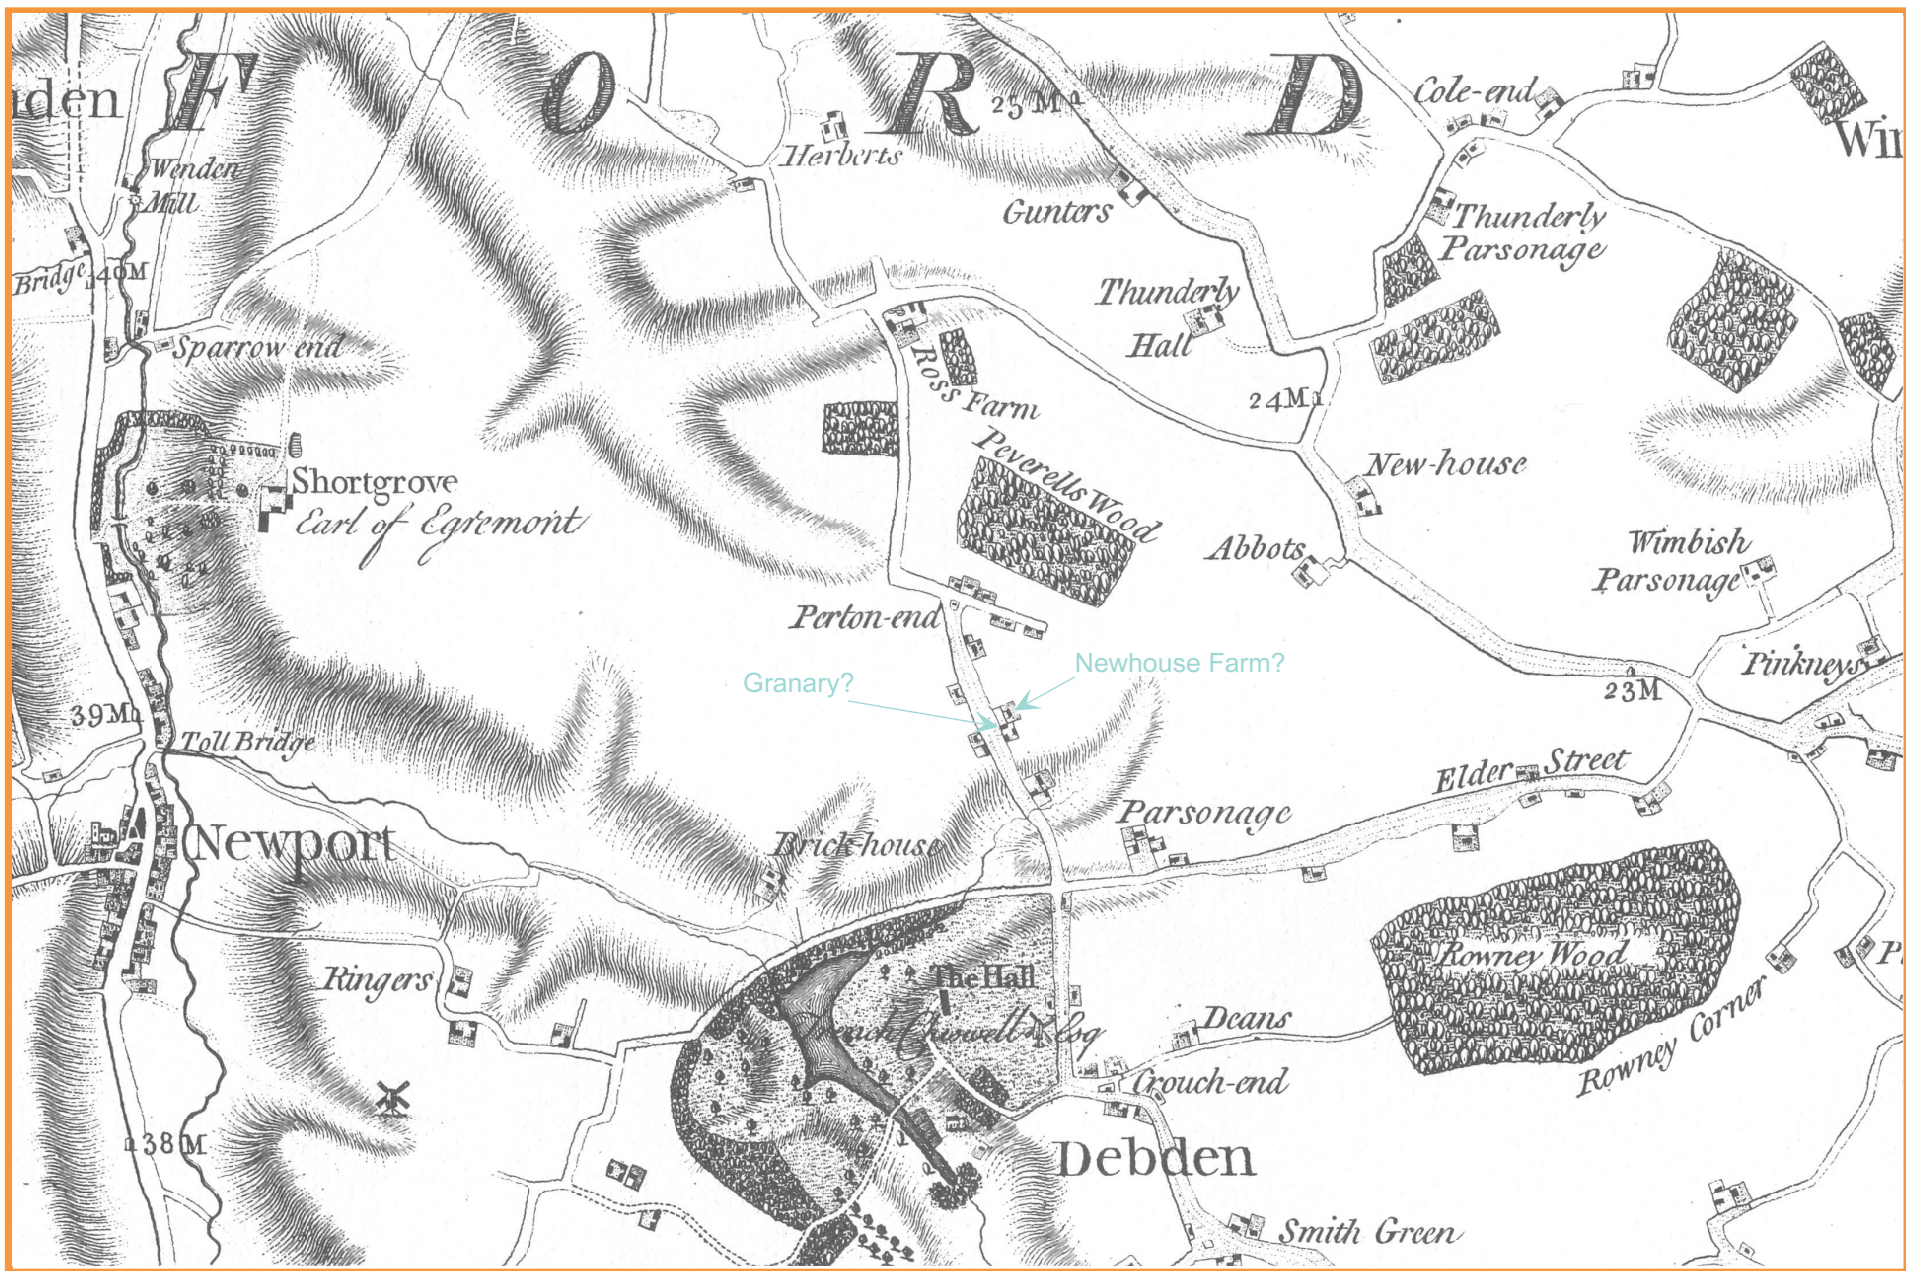 F O R D
Wenden
Mill
Herberts
25 M
Cole-end
Gunters
Thunderly
Parsonage
Bridge
40M
Thunderly
Hall
Sparrow end
Ross Farm
24M
Peverells Wood
New-house
Shortgrove
Earl of Egremont
Abbots
Wimbish
Parsonage
Perton-end
Newhouse Farm?
Granary?
Pinkneys
23M
39M
Toll Bridge
Elder Street
Parsonage
Newport
Brick-house
Rowney Wood
Ringers
The Hall
Deans
Rowney Corner
Crouch-end
38M
Debden
Smith Green